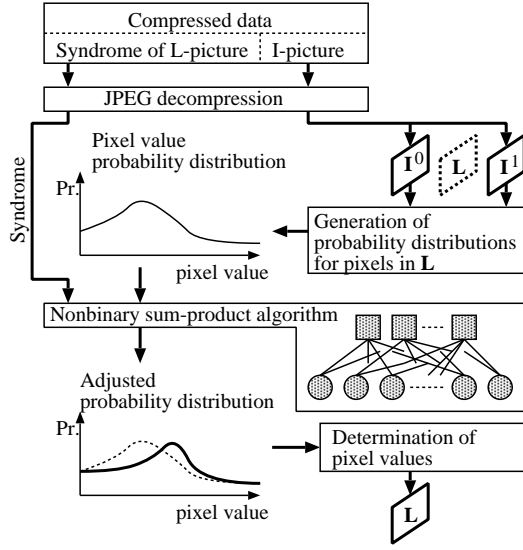 Compressed data
Syndrome of L-picture
I-picture
JPEG decompression
Pixel value
probability distribution
I0
L
I1
Pr.
Syndrome
Generation of
probability distributions
for pixels in L
pixel value
Nonbinary sum-product algorithm
Adjusted
probability distribution
Pr.
Determination of
pixel values
pixel value
L